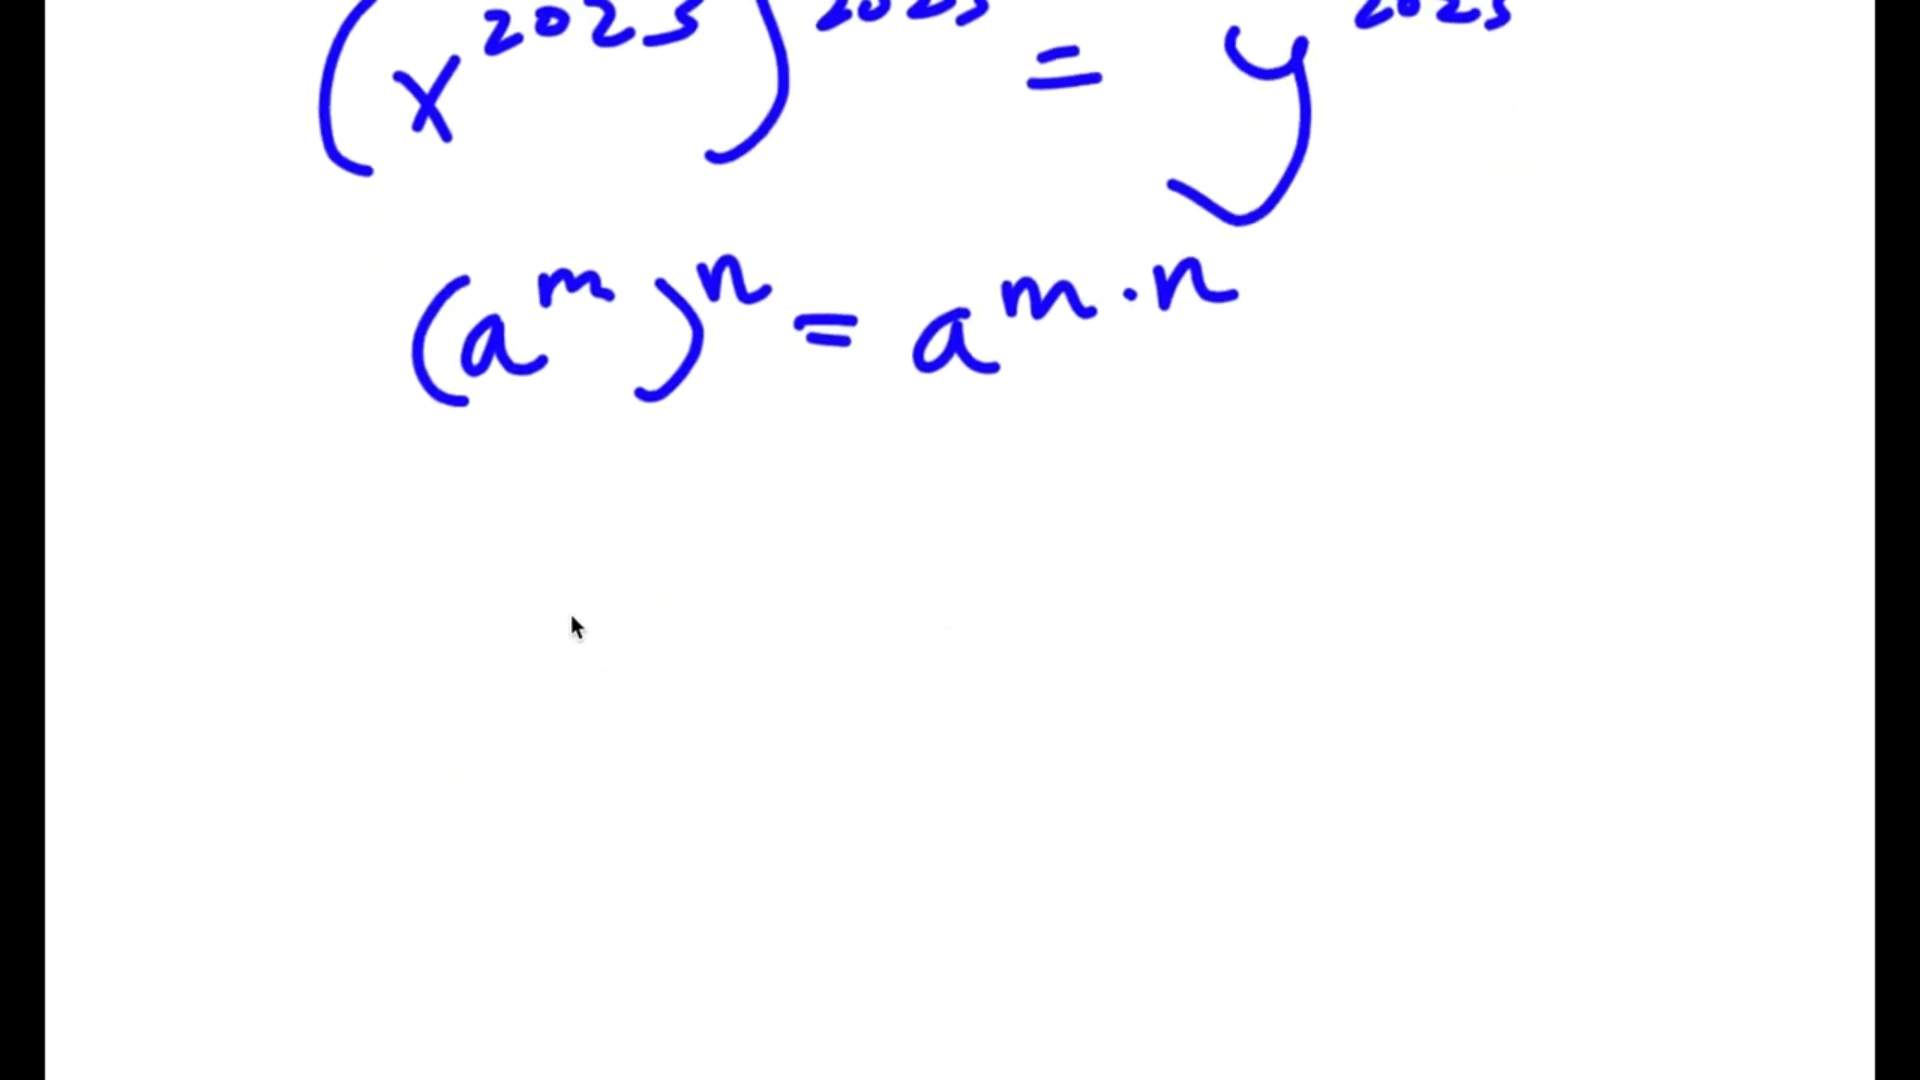 (x^2023)^2023 = y^2023
(a^m)^n = a^m·n